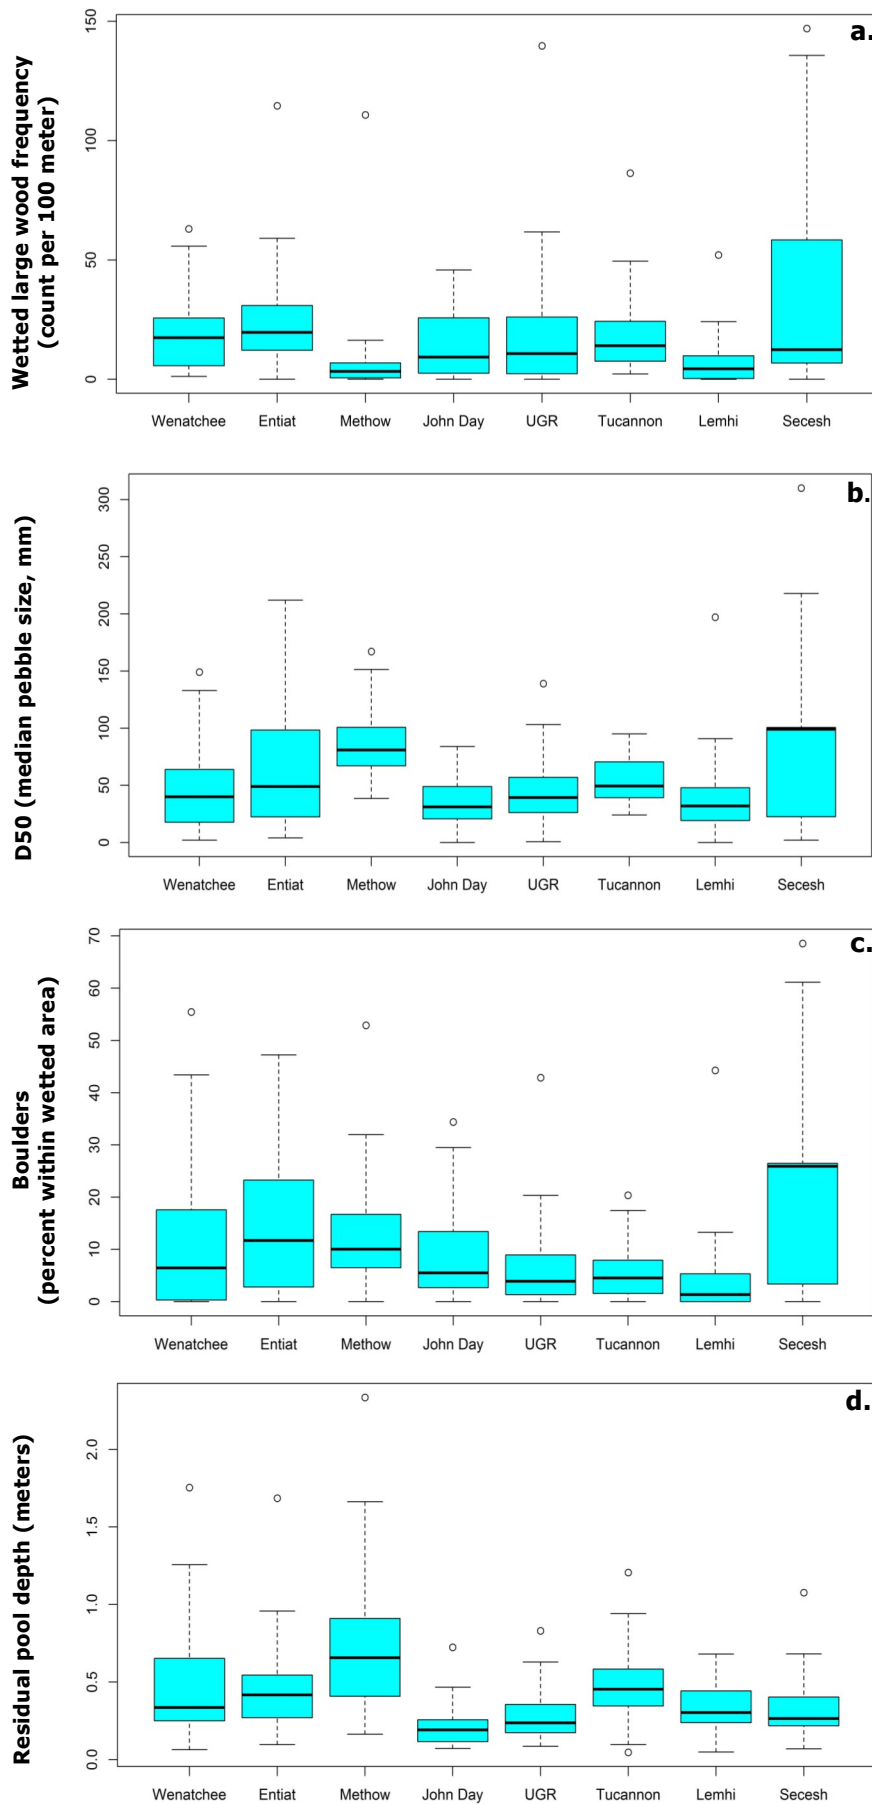 a.
Wetted large wood frequency
(count per 100 meter)
150
100
50
0
Wenatchee Entiat Methow John Day UGR Tucannon Lemhi Secesh
b.
D50 (median pebble size, mm)
300
250
200
150
100
50
0
Wenatchee Entiat Methow John Day UGR Tucannon Lemhi Secesh
c.
Boulders
(percent within wetted area)
70
60
50
40
30
20
10
0
Wenatchee Entiat Methow John Day UGR Tucannon Lemhi Secesh
d.
Residual pool depth (meters)
2.0
1.5
1.0
0.5
0.0
Wenatchee Entiat Methow John Day UGR Tucannon Lemhi Secesh